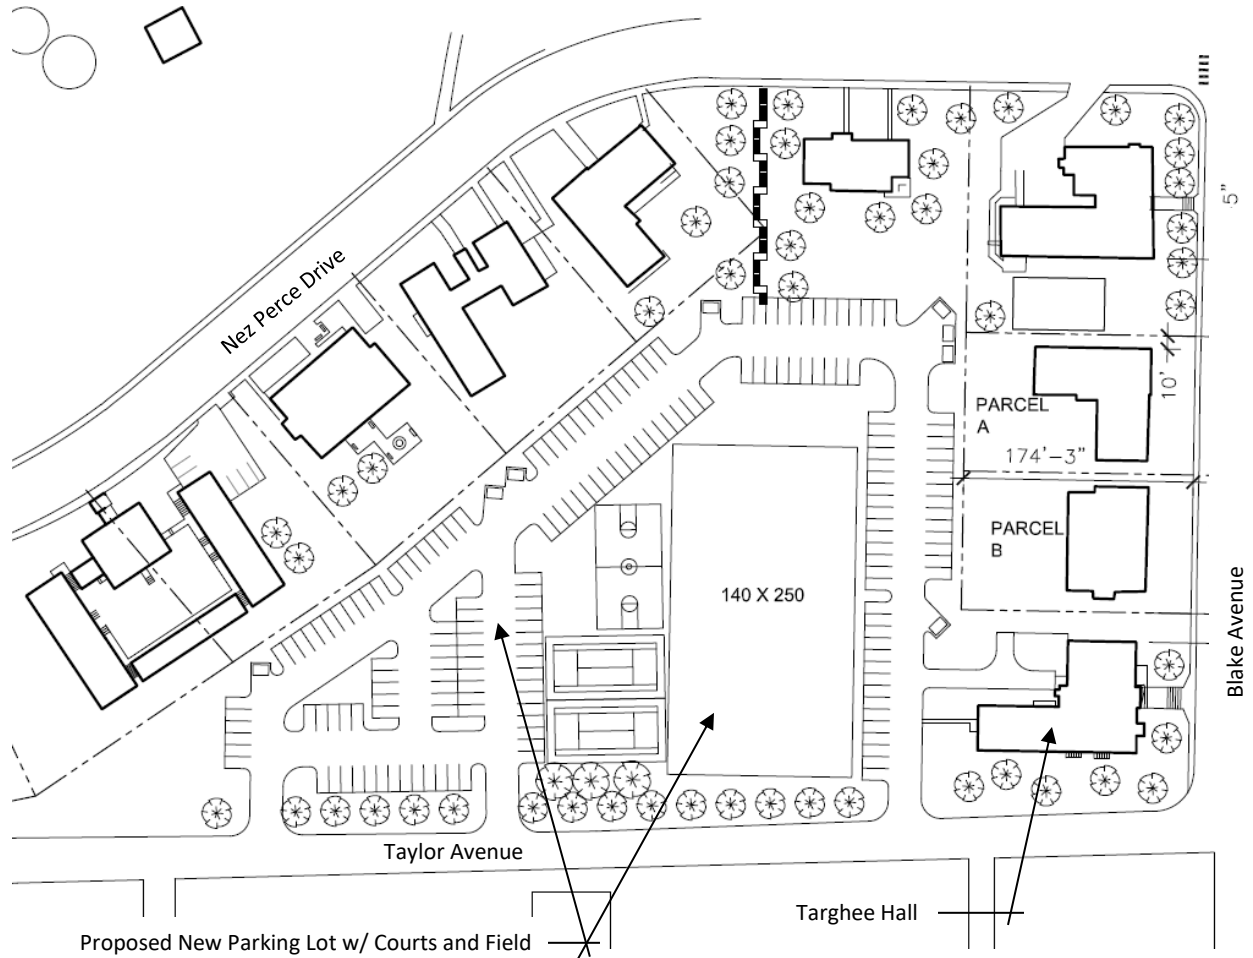 5"
Nez Perce Drive
10'
PARCEL
A
174'-3"
PARCEL
B
140 X 250
Blake Avenue
Taylor Avenue
Targhee Hall
Proposed New Parking Lot w/ Courts and Field